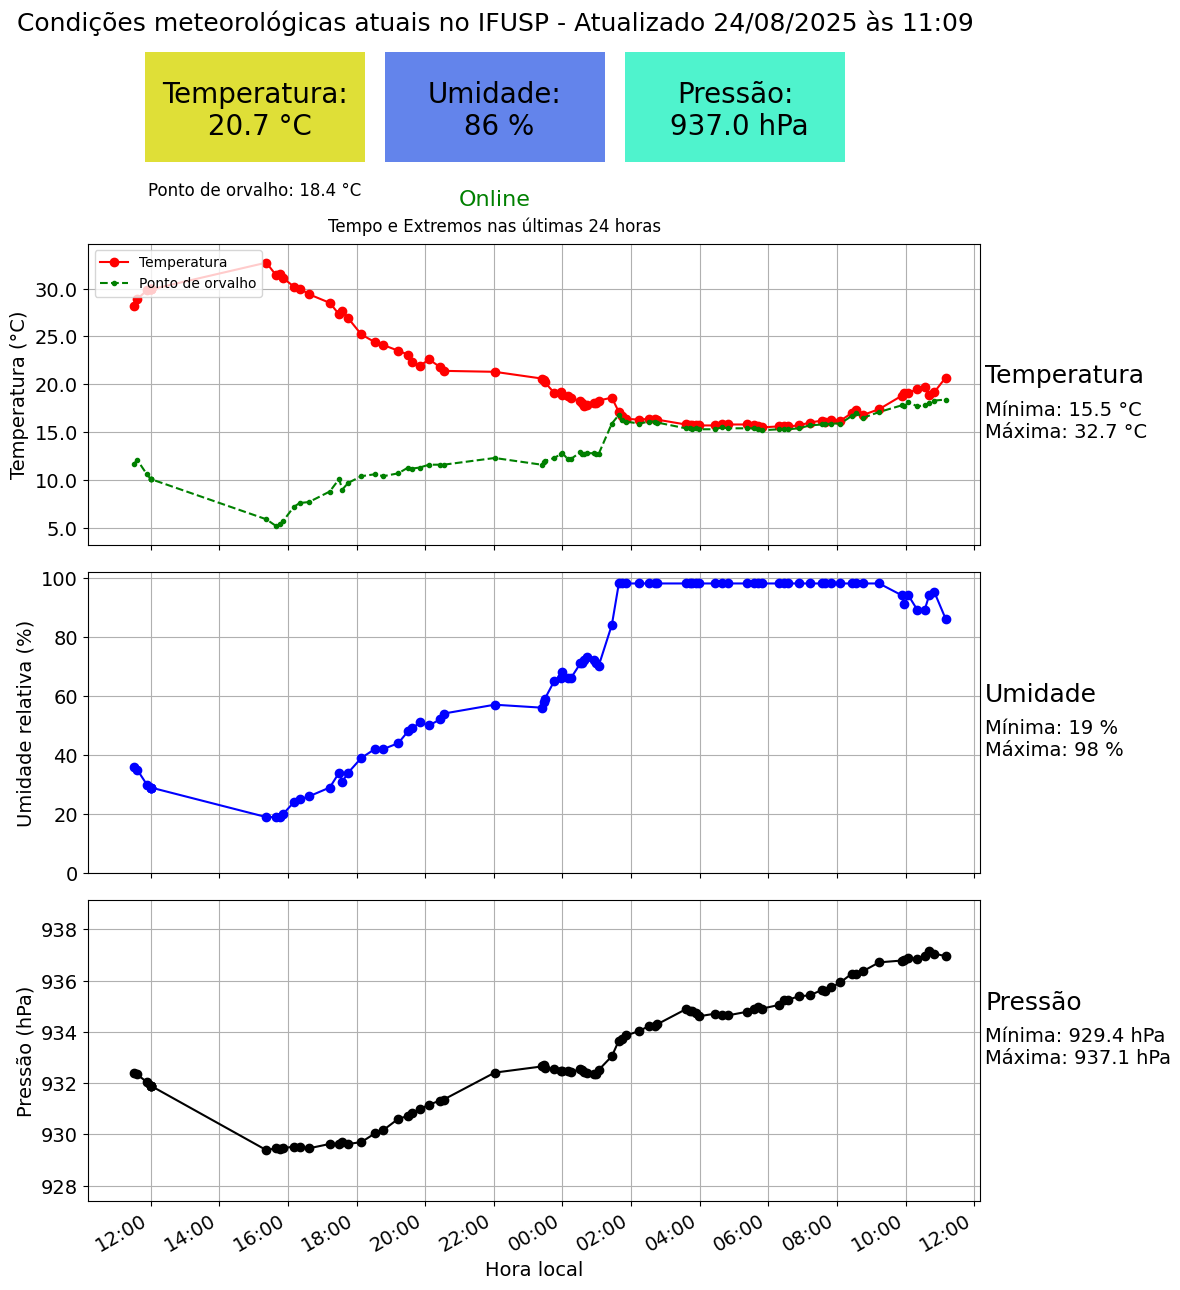 Condições meteorológicas atuais no IFUSP - Atualizado 24/08/2025 às 11:09
Temperatura:
20.7 °C
Umidade:
86 %
Pressão:
937.0 hPa
Ponto de orvalho: 18.4 °C
Online
Tempo e Extremos nas últimas 24 horas
Temperatura
Ponto de orvalho
Temperatura (°C)
30.0
25.0
20.0
15.0
10.0
5.0
Temperatura
Mínima: 15.5 °C
Máxima: 32.7 °C
Umidade relativa (%)
100
80
60
40
20
0
Umidade
Mínima: 19 %
Máxima: 98 %
Pressão (hPa)
938
936
934
932
930
928
Pressão
Mínima: 929.4 hPa
Máxima: 937.1 hPa
12:00
14:00
16:00
18:00
20:00
22:00
00:00
02:00
04:00
06:00
08:00
10:00
12:00
Hora local